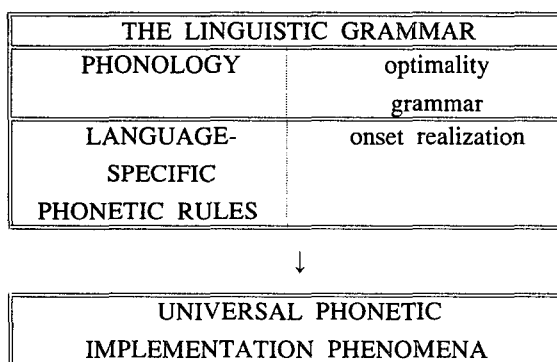 THE LINGUISTIC GRAMMAR
PHONOLOGY optimality
grammar
LANGUAGE- onset realization
SPECIFIC
PHONETIC RULES
↓
UNIVERSAL PHONETIC
IMPLEMENTATION PHENOMENA